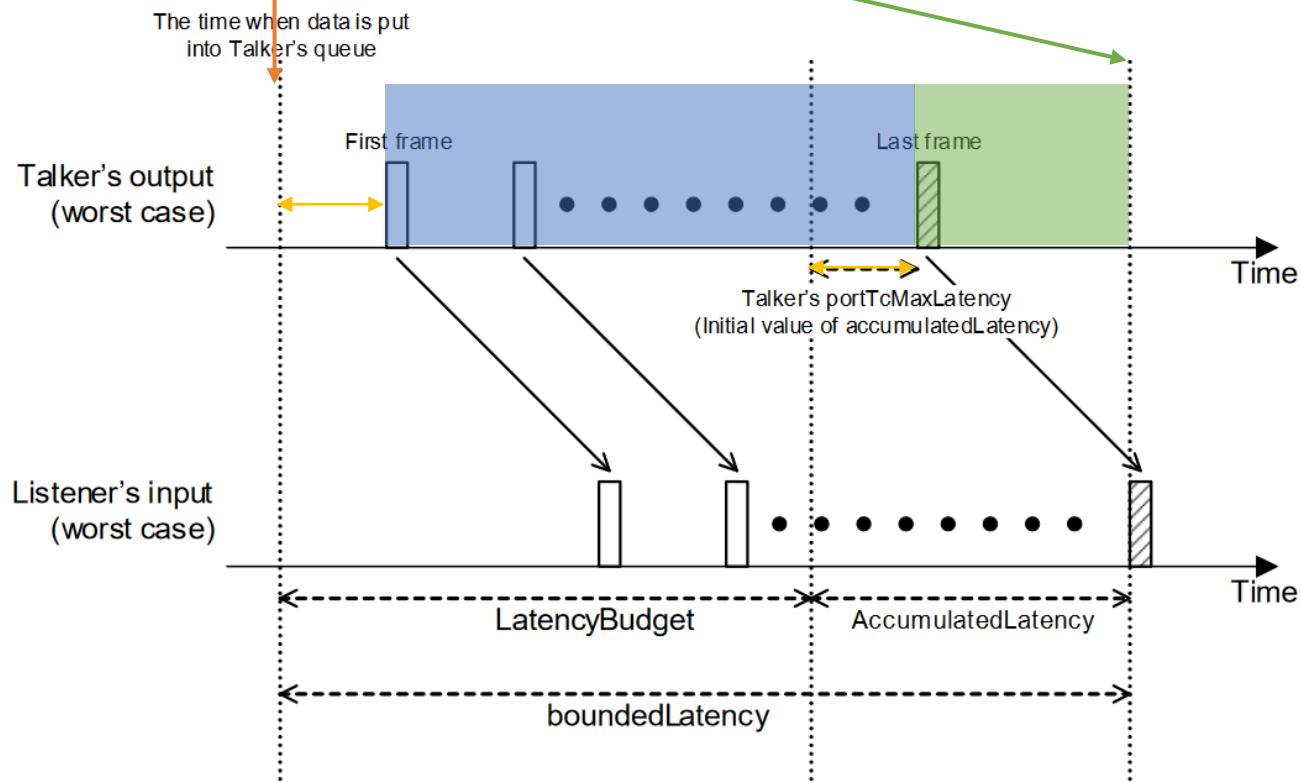 The time when data is put
into Talker's queue
First frame
Last frame
Talker's output
(worst case)
Time
Talker's portTcMaxLatency
(Initial value of accumulatedLatency)
Listener's input
(worst case)
Time
LatencyBudget
AccumulatedLatency
boundedLatency